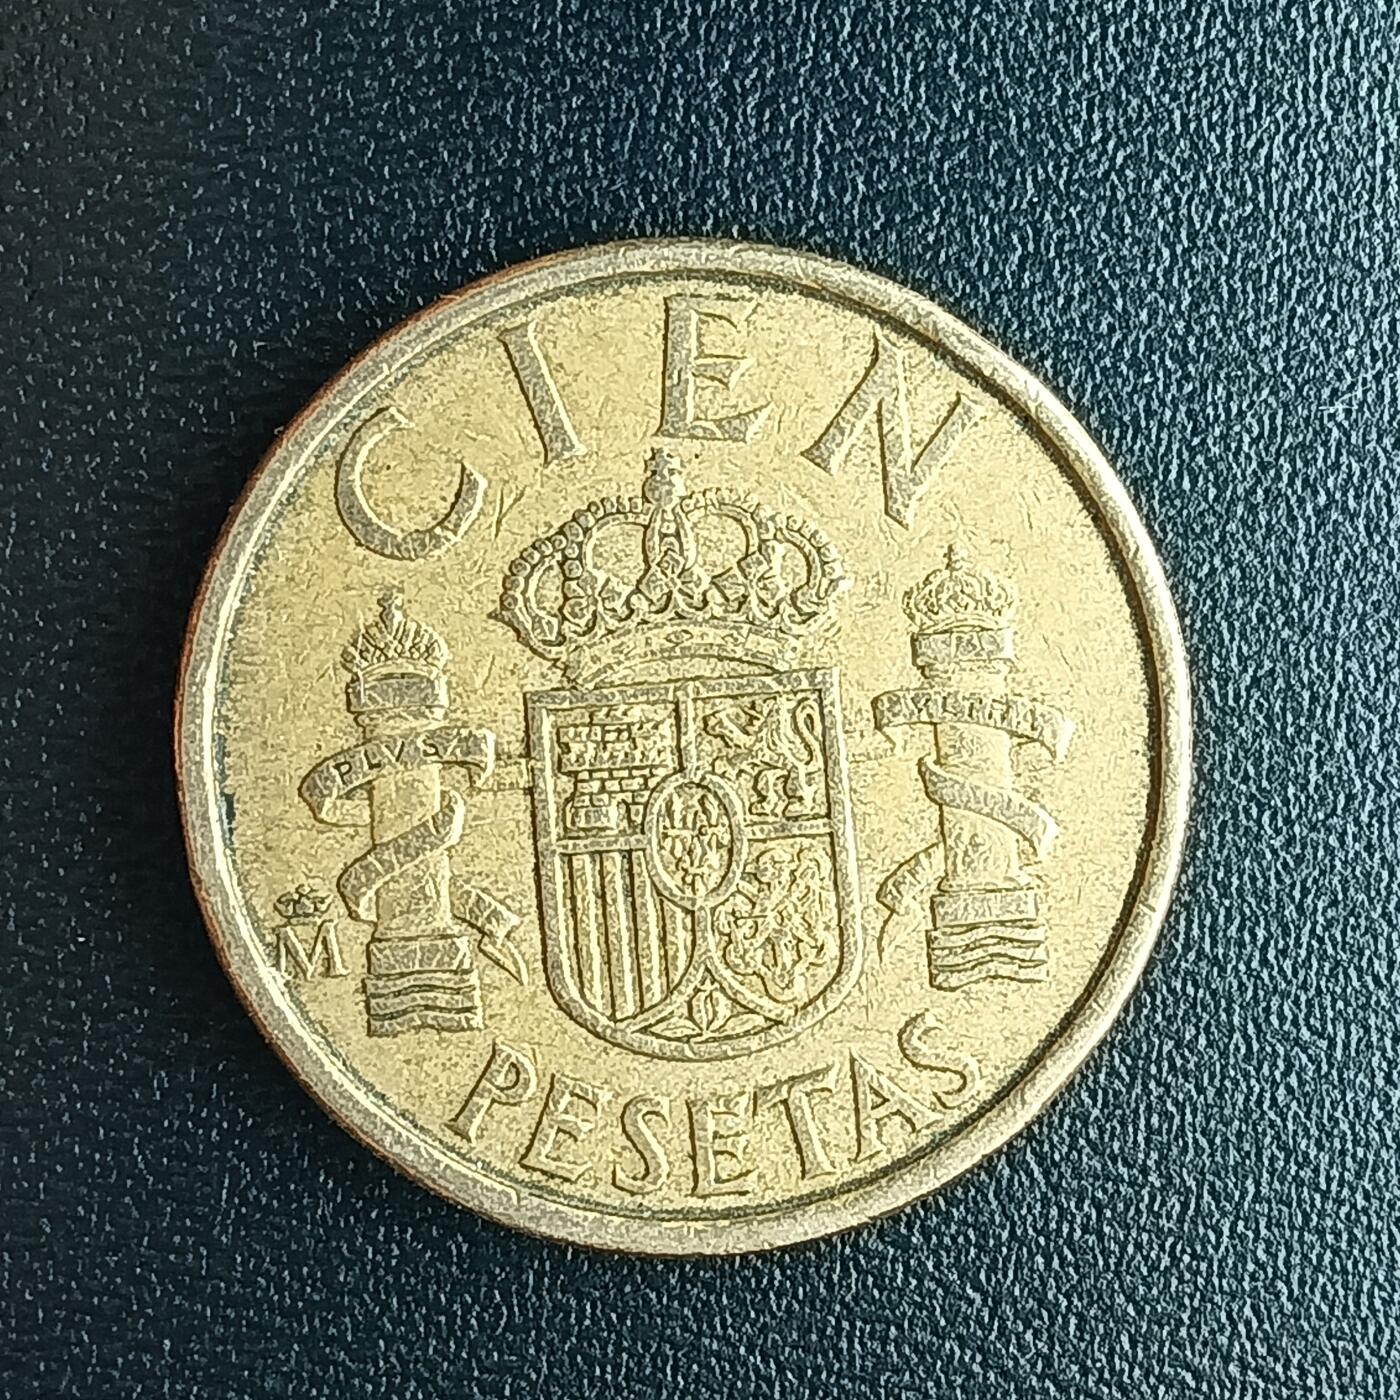 CIEN
PLVS
VLTRA
M
PESETAS